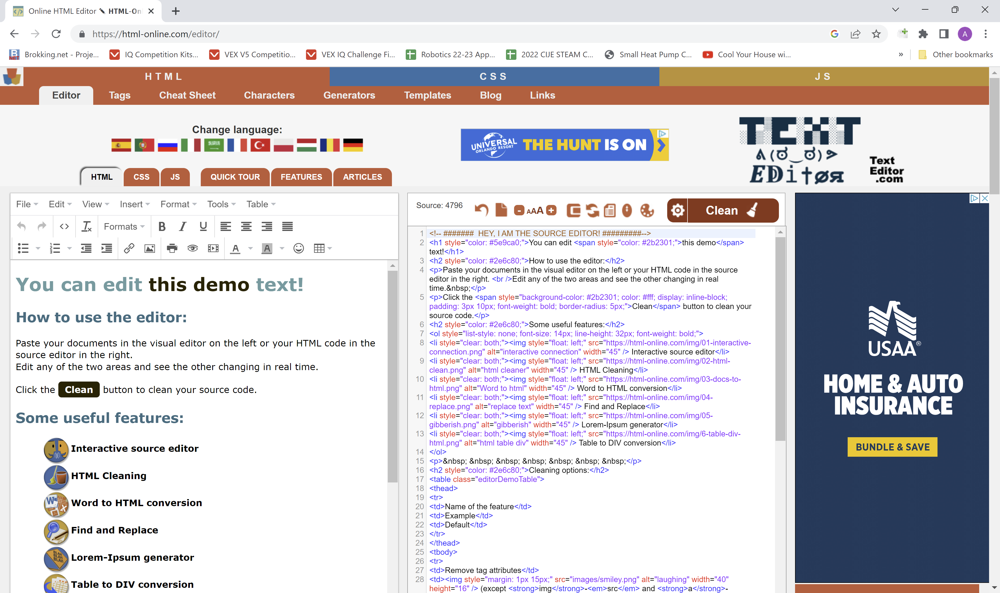 Online HTML Editor ✎ HTML-On
https://html-online.com/editor/
A
Brokking.net - Proje...
IQ Competition Kits...
VEX V5 Competitio...
VEX IQ Challenge Fi...
Robotics 22-23 App...
2022 CIJE STEAM C...
Small Heat Pump C...
Cool Your House wi...
»
Other bookmarks
HTML
CSS
JS
Editor
Tags
Cheat Sheet
Characters
Generators
Templates
Blog
Links
Change language:
UNIVERSAL
ORLANDO RESORT
THE HUNT IS ON
TEXT
EDitøя
Text
Editor
.com
HTML
CSS
JS
QUICK TOUR
FEATURES
ARTICLES
File
Edit
View
Insert
Format
Tools
Table
Formats
B
I
U
A
A
You can edit this demo text!
How to use the editor:
Paste your documents in the visual editor on the left or your HTML code in the
source editor in the right.
Edit any of the two areas and see the other changing in real time.
Click the Clean button to clean your source code.
Some useful features:
Interactive source editor
HTML Cleaning
Word to HTML conversion
Find and Replace
BLAH
BLAH
BLAH
Lorem-Ipsum generator
Table to DIV conversion
Source: 4796
- AAA +
Clean
1 <!-- ####### HEY, I AM THE SOURCE EDITOR! #########-->
2 <h1 style="color: #5e9ca0;">You can edit <span style="color: #2b2301;">this demo</span>
text!</h1>
3 <h2 style="color: #2e6c80;">How to use the editor:</h2>
4 <p>Paste your documents in the visual editor on the left or your HTML code in the source
editor in the right. <br />Edit any of the two areas and see the other changing in real
time.&nbsp;</p>
5 <p>Click the <span style="background-color: #2b2301; color: #fff; display: inline-block;
padding: 3px 10px; font-weight: bold; border-radius: 5px;">Clean</span> button to clean your
source code.</p>
6 <h2 style="color: #2e6c80;">Some useful features:</h2>
7 <ol style="list-style: none; font-size: 14px; line-height: 32px; font-weight: bold;">
8 <li style="clear: both;"><img style="float: left;" src="https://html-online.com/img/01-interactive-
connection.png" alt="interactive connection" width="45" /> Interactive source editor</li>
9 <li style="clear: both;"><img style="float: left;" src="https://html-online.com/img/02-html-
clean.png" alt="html cleaner" width="45" /> HTML Cleaning</li>
10 <li style="clear: both;"><img style="float: left;" src="https://html-online.com/img/03-docs-to-
html.png" alt="Word to html" width="45" /> Word to HTML conversion</li>
11 <li style="clear: both;"><img style="float: left;" src="https://html-online.com/img/04-
replace.png" alt="replace text" width="45" /> Find and Replace</li>
12 <li style="clear: both;"><img style="float: left;" src="https://html-online.com/img/05-
gibberish.png" alt="gibberish" width="45" /> Lorem-Ipsum generator</li>
13 <li style="clear: both;"><img style="float: left;" src="https://html-online.com/img/6-table-div-
html.png" alt="html table div" width="45" /> Table to DIV conversion</li>
14 </ol>
15 <p>&nbsp; &nbsp; &nbsp; &nbsp; &nbsp; &nbsp; &nbsp;</p>
16 <h2 style="color: #2e6c80;">Cleaning options:</h2>
17 <table class="editorDemoTable">
18 <thead>
19 <tr>
20 <td>Name of the feature</td>
21 <td>Example</td>
22 <td>Default</td>
23 </tr>
24 </thead>
25 <tbody>
26 <tr>
27 <td>Remove tag attributes</td>
28 <td><img style="margin: 1px 15px;" src="images/smiley.png" alt="laughing" width="40"
height="16" /> (except <strong>img</strong>-<em>src</em> and <strong>a</strong>-
USAA®
HOME & AUTO
INSURANCE
BUNDLE & SAVE